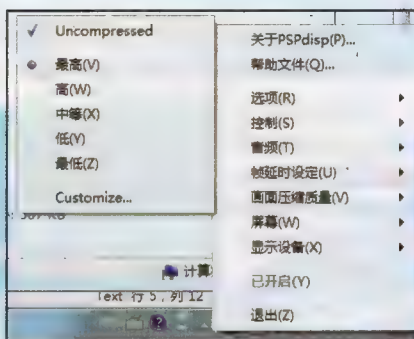 Uncompressed
最高(V)
高(W)
中等(X)
低(Y)
最低(Z)
Customize...
关于PSPdisp(P)...
帮助文件(Q)...
选项(R)
控制(S)
音频(T)
帧延时设定(U)
画面压缩质量(V)
屏幕(W)
显示设备(X)
已开启(Y)
退出(Z)
KB
计算
Text 行 5 , 列 12